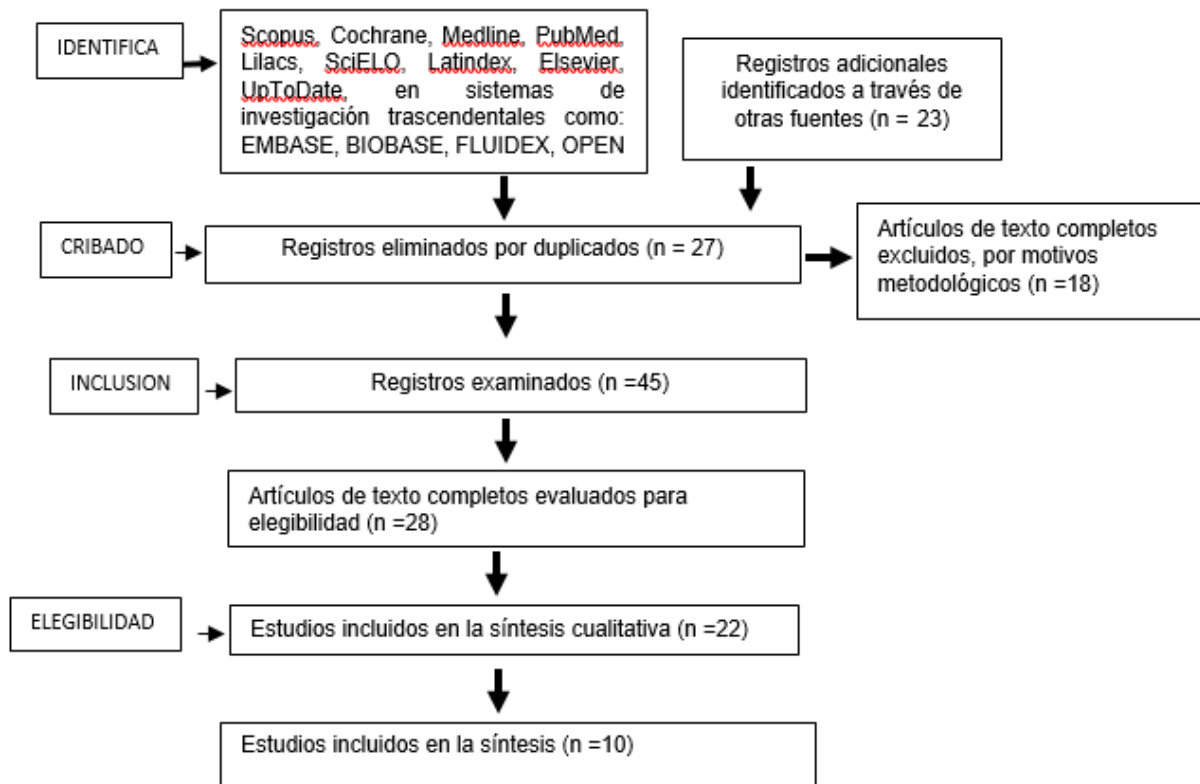 IDENTIFICA
Scopus, Cochrane, Medline, PubMed,
Lilacs, SciELO, Latindex, Elsevier,
UpToDate, en sistemas de
investigación trascendentales como:
EMBASE, BIOBASE, FLUIDEX, OPEN
Registros adicionales
identificados a través de
otras fuentes (n = 23)
CRIBADO
Registros eliminados por duplicados (n = 27)
Artículos de texto completos
excluidos, por motivos
metodológicos (n =18)
INCLUSION
Registros examinados (n =45)
Artículos de texto completos evaluados para
elegibilidad (n =28)
ELEGIBILIDAD
Estudios incluidos en la síntesis cualitativa (n =22)
Estudios incluidos en la síntesis (n =10)